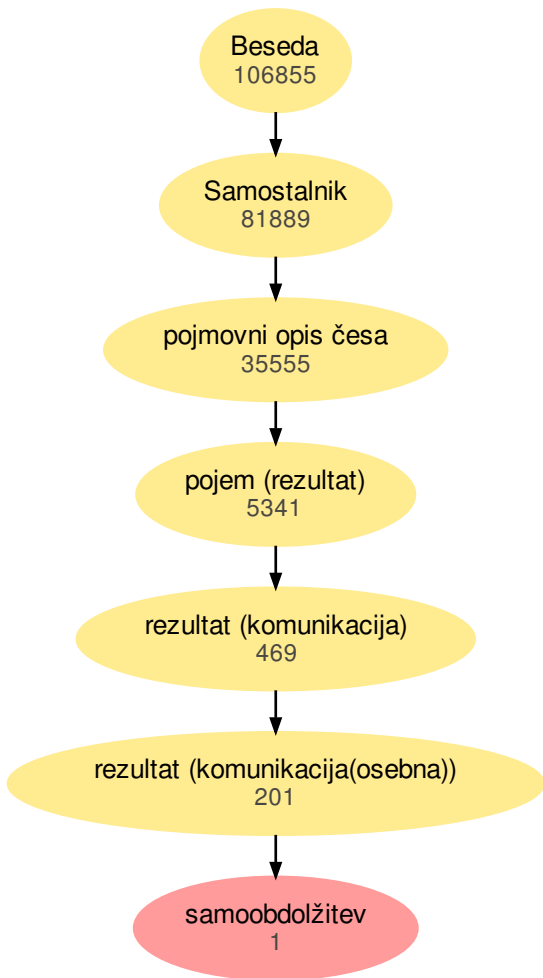 Beseda
106855
Samostalnik
81889
pojmovni opis česa
35555
pojem (rezultat)
5341
rezultat (komunikacija)
469
rezultat (komunikacija(osebna))
201
samoobdolžitev
1